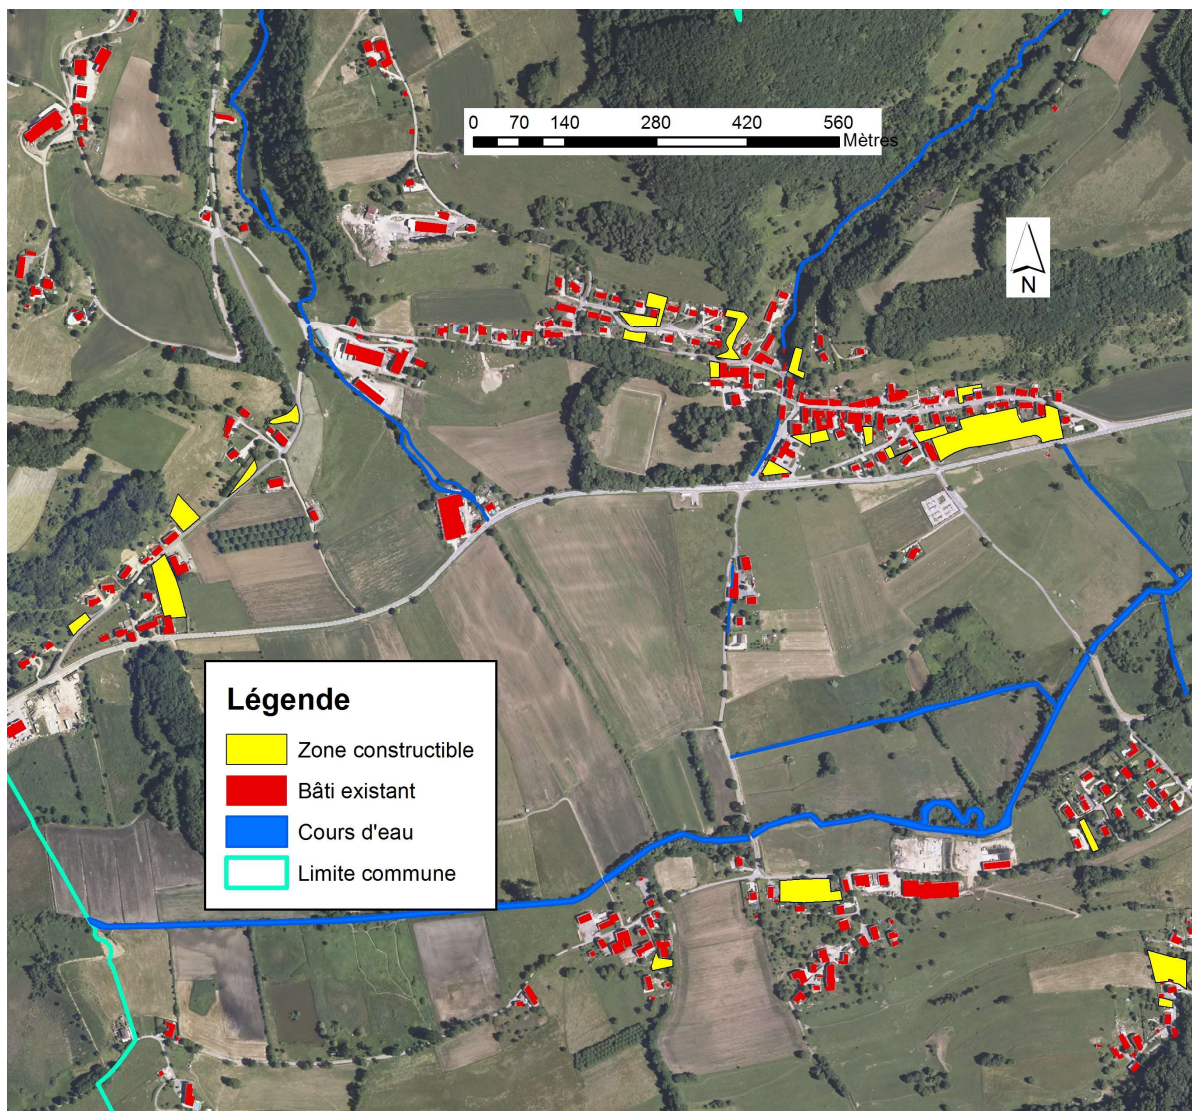 0 70 140 280 420 560
Mètres
N
Légende
Zone constructible
Bâti existant
Cours d'eau
Limite commune